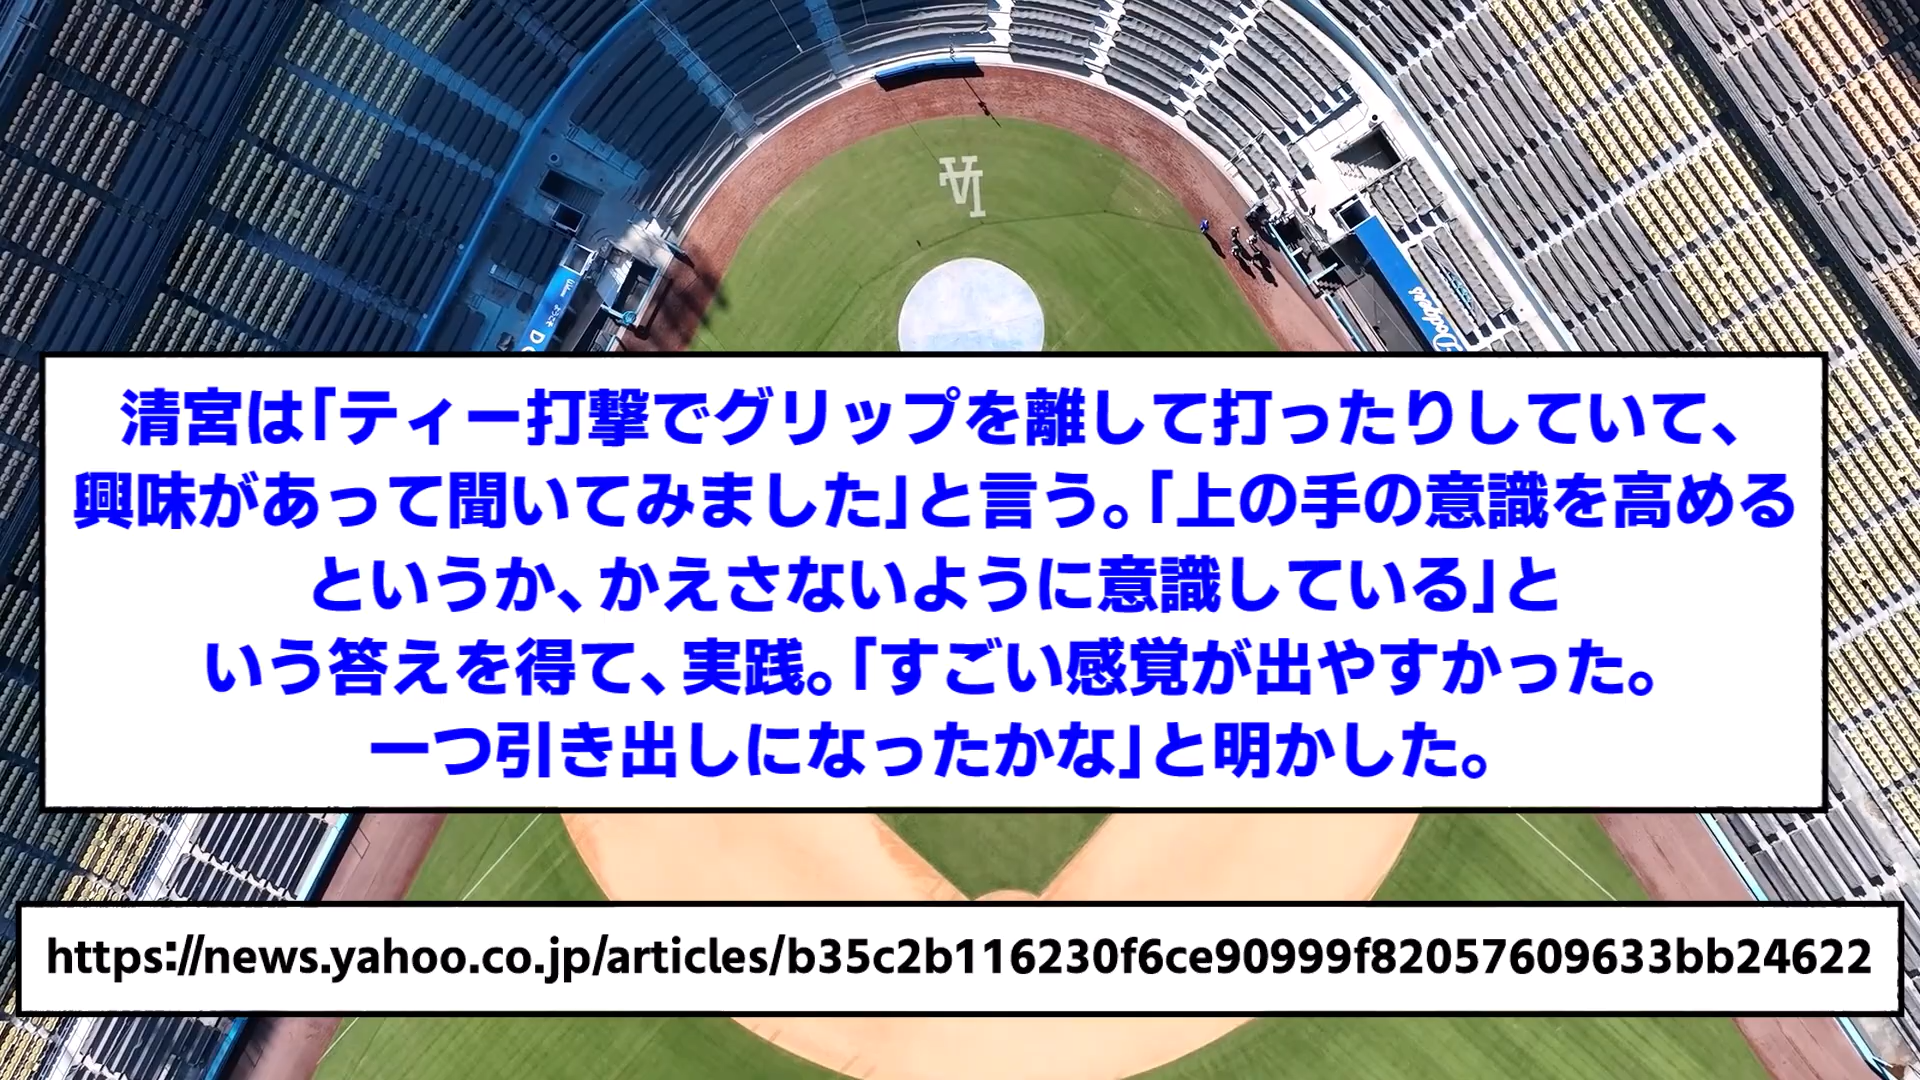 LA
ようこそ
Dodgers
清宮は「ティー打撃でグリップを離して打ったりしていて、
興味があって聞いてみました」と言う。「上の手の意識を高める
というか、かえさないように意識している」と
いう答えを得て、実践。「すごい感覚が出やすかった。
一つ引き出しになったかな」と明かした。
https://news.yahoo.co.jp/articles/b35c2b116230f6ce90999f82057609633bb24622